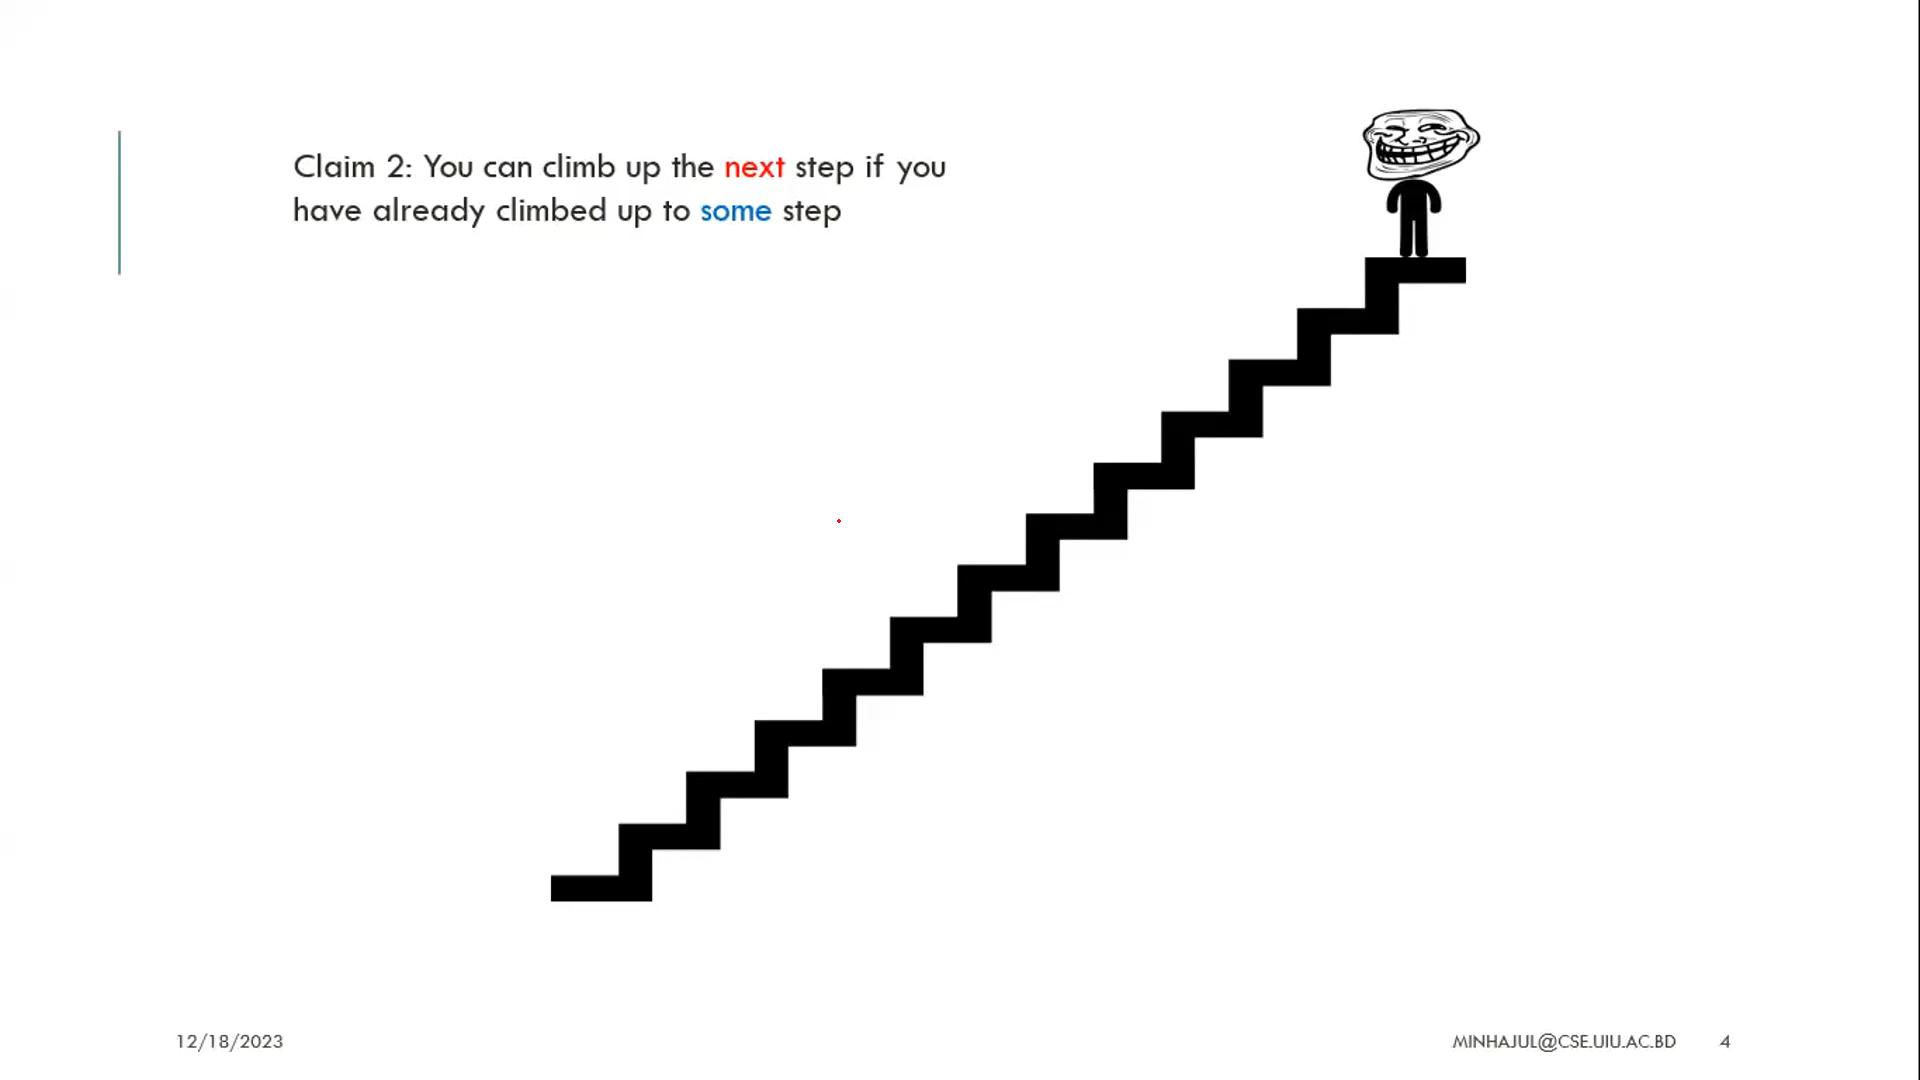 Claim 2: You can climb up the next step if you
have already climbed up to some step
12/18/2023
MINHAJUL@CSE.UIU.AC.BD
4